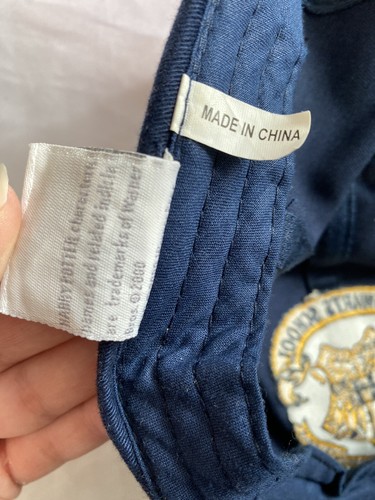 MADE IN CHINA
HARRY POTTER characters,
names and related indicia
are trademarks of Warner
Bros. ©2000